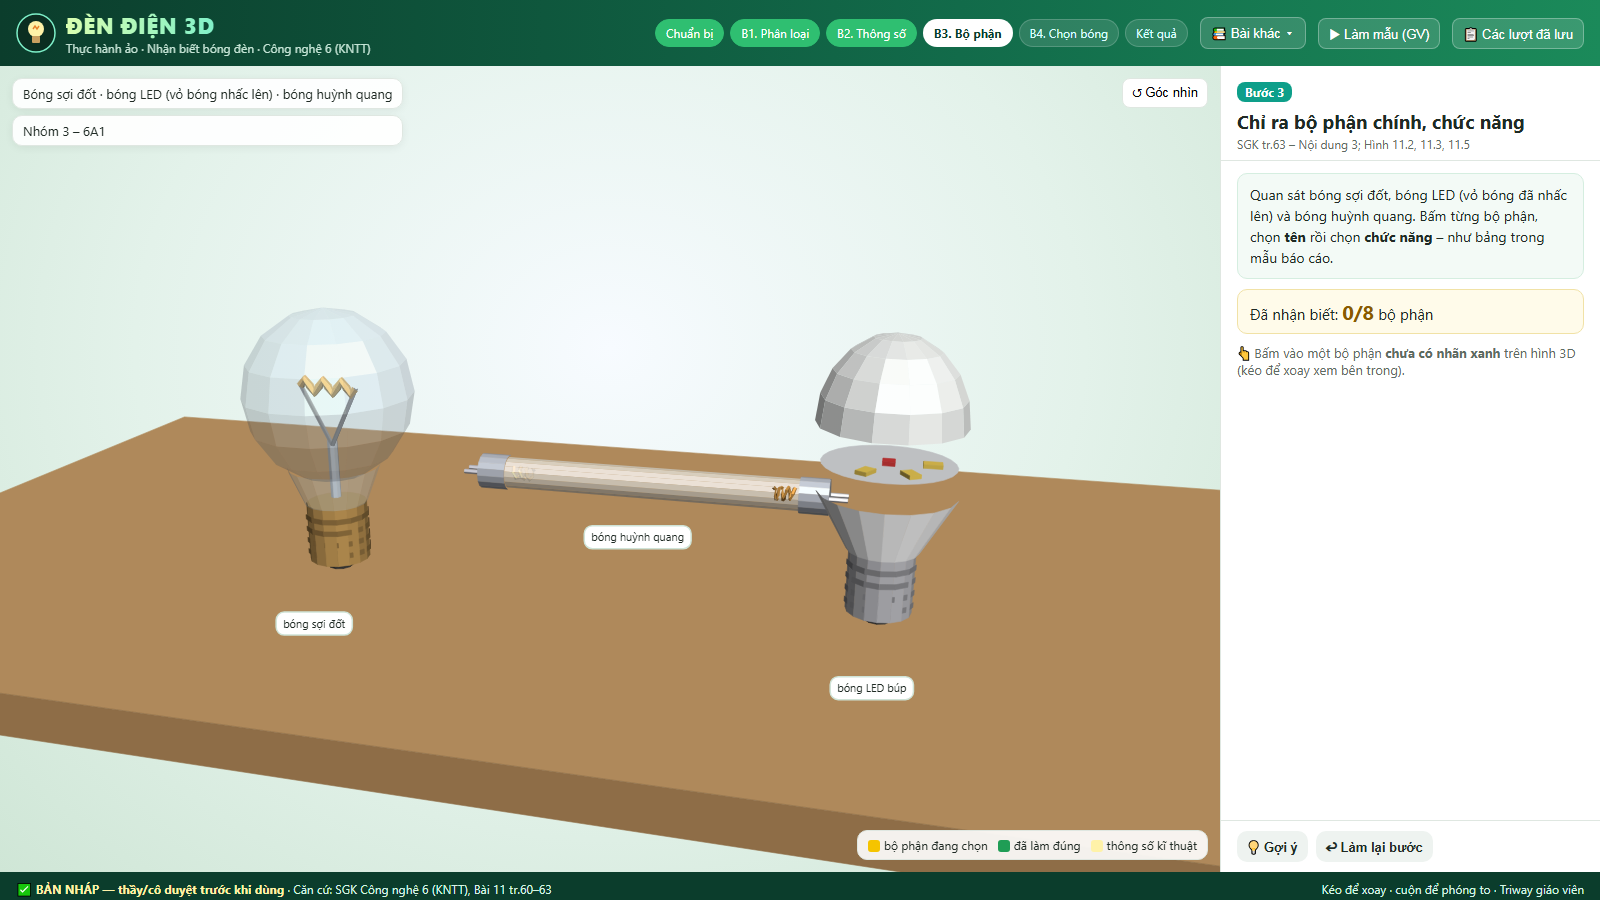 ĐÈN ĐIỆN 3D
Thực hành ảo · Nhận biết bóng đèn · Công nghệ 6 (KNTT)
Chuẩn bị
B1. Phân loại
B2. Thông số
B3. Bộ phận
B4. Chọn bóng
Kết quả
Bài khác
Làm mẫu (GV)
Các lượt đã lưu
Bóng sợi đốt · bóng LED (vỏ bóng nhấc lên) · bóng huỳnh quang
Nhóm 3 – 6A1
↺ Góc nhìn
bóng huỳnh quang
bóng sợi đốt
bóng LED búp
bộ phận đang chọn
đã làm đúng
thông số kĩ thuật
Bước 3
Chỉ ra bộ phận chính, chức năng
SGK tr.63 – Nội dung 3; Hình 11.2, 11.3, 11.5
Quan sát bóng sợi đốt, bóng LED (vỏ bóng đã nhấc
lên) và bóng huỳnh quang. Bấm từng bộ phận,
chọn tên rồi chọn chức năng – như bảng trong
mẫu báo cáo.
Đã nhận biết: 0/8 bộ phận
Bấm vào một bộ phận chưa có nhãn xanh trên hình 3D
(kéo để xoay xem bên trong).
Gợi ý
Làm lại bước
BẢN NHÁP — thầy/cô duyệt trước khi dùng · Căn cứ: SGK Công nghệ 6 (KNTT), Bài 11 tr.60–63
Kéo để xoay · cuộn để phóng to · Triway giáo viên